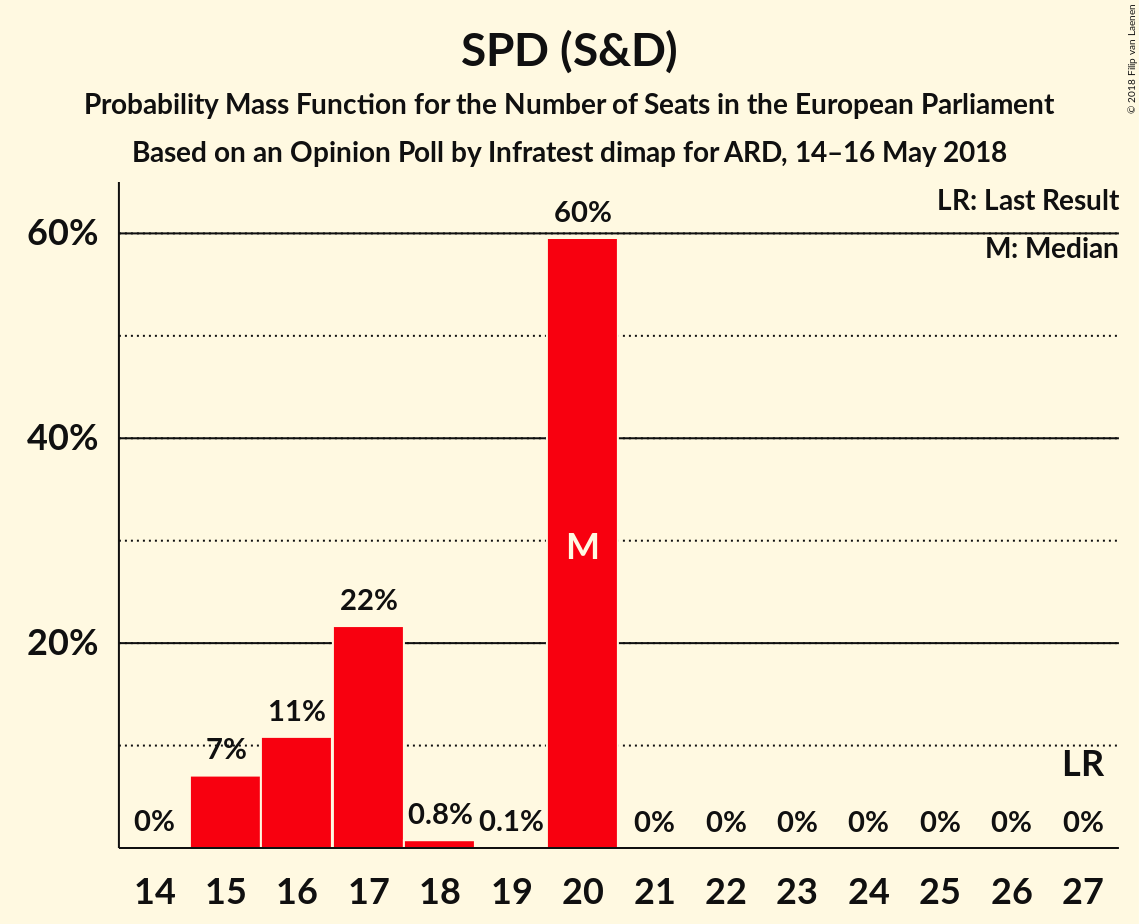 SPD (S&D)
Probability Mass Function for the Number of Seats in the European Parliament
Based on an Opinion Poll by Infratest dimap for ARD, 14–16 May 2018
© 2018 Filip van Laenen
LR: Last Result
M: Median
60%
40%
20%
0%
7%
11%
22%
0.8%
0.1%
60%
M
0%
0%
0%
0%
0%
0%
0%
LR
14 15 16 17 18 19 20 21 22 23 24 25 26 27